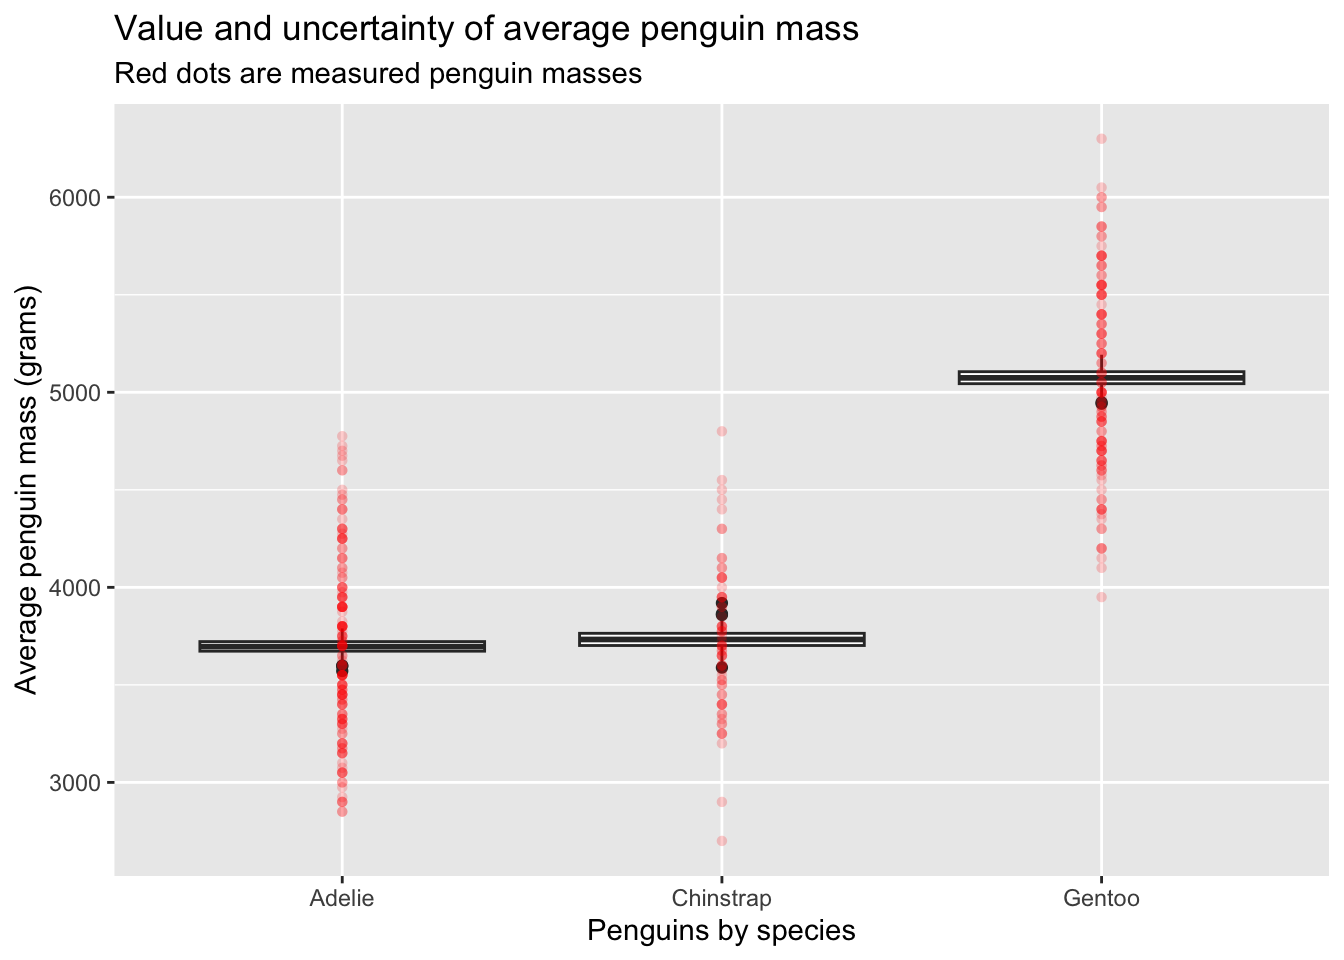 Value and uncertainty of average penguin mass
Red dots are measured penguin masses
Average penguin mass (grams)
6000
5000
4000
3000
Adelie
Chinstrap
Gentoo
Penguins by species